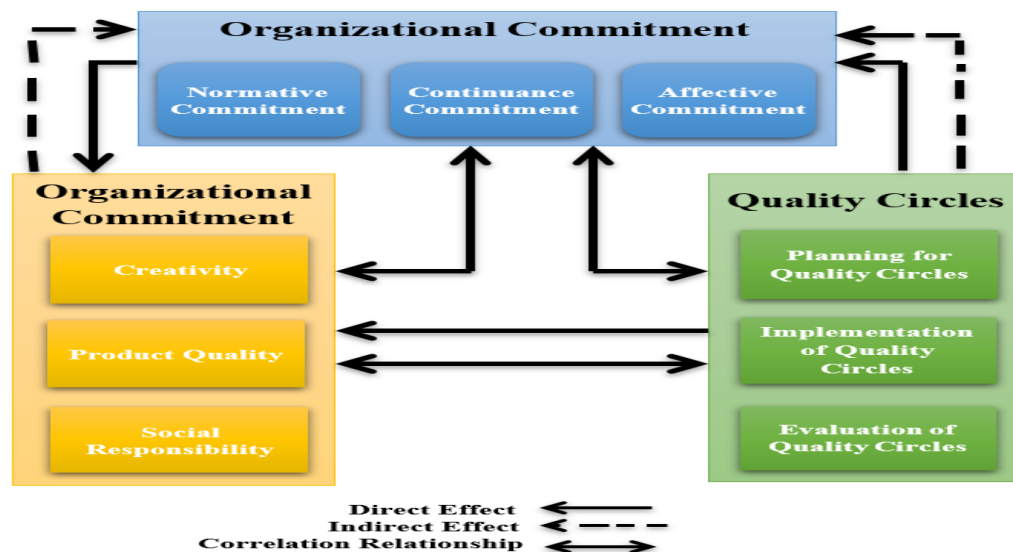 Organizational Commitment
Normative
Commitment
Continuance
Commitment
Affective
Commitment
Organizational
Commitment
Creativity
Product Quality
Social
Responsibility
Quality Circles
Planning for
Quality Circles
Implementation
of Quality
Circles
Evaluation of
Quality Circles
Direct Effect
Indirect Effect
Correlation Relationship